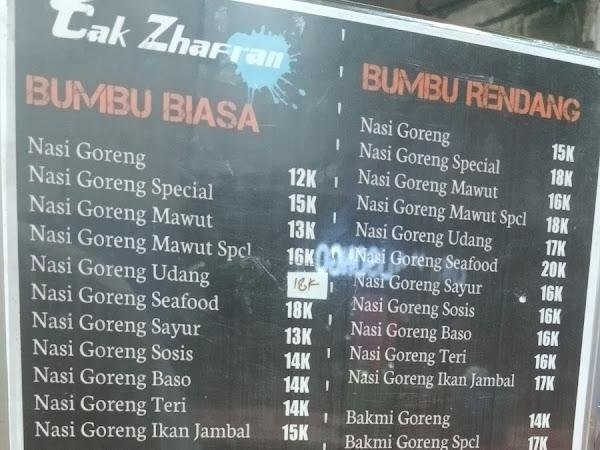 Cak Zhafran
BUMBU BIASA
Nasi Goreng 12K
Nasi Goreng Special 15K
Nasi Goreng Mawut 13K
Nasi Goreng Mawut Spcl 16K
Nasi Goreng Udang
Nasi Goreng Seafood 18K
Nasi Goreng Sayur 13K
Nasi Goreng Sosis 14K
Nasi Goreng Baso 14K
Nasi Goreng Teri 14K
Nasi Goreng Ikan Jambal 15K
BUMBU RENDANG
Nasi Goreng 15K
Nasi Goreng Special 18K
Nasi Goreng Mawut 16K
Nasi Goreng Mawut Spcl 18K
Nasi Goreng Udang 17K
Nasi Goreng Seafood 20K
Nasi Goreng Sayur 16K
Nasi Goreng Sosis 16K
Nasi Goreng Baso 16K
Nasi Goreng Teri 16K
Nasi Goreng Ikan Jambal 17K
Bakmi Goreng 14K
Bakmi Goreng Spcl 17K